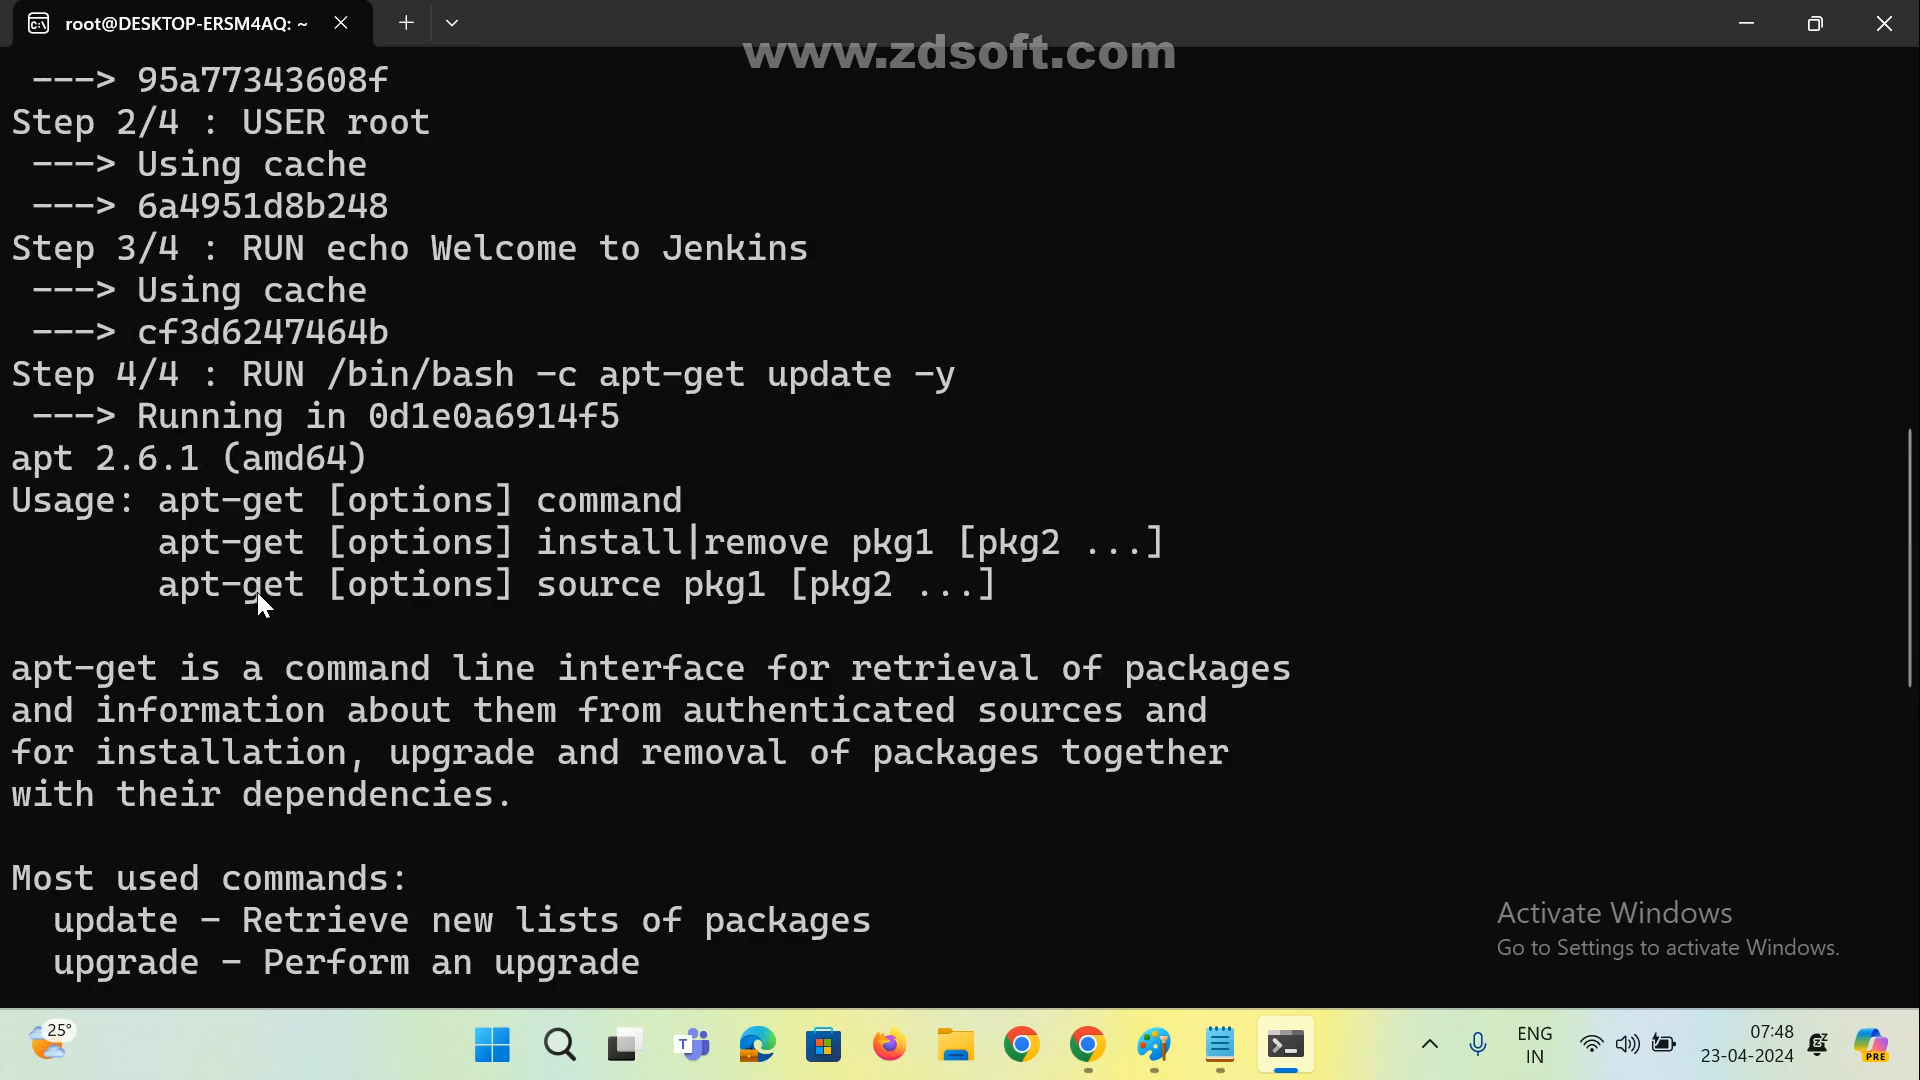 root@DESKTOP-ERSM4AQ: ~
www.zdsoft.com
---> 95a77343608f
Step 2/4 : USER root
---> Using cache
---> 6a4951d8b248
Step 3/4 : RUN echo Welcome to Jenkins
---> Using cache
---> cf3d6247464b
Step 4/4 : RUN /bin/bash -c apt-get update -y
---> Running in 0d1e0a6914f5
apt 2.6.1 (amd64)
Usage: apt-get [options] command
apt-get [options] install|remove pkg1 [pkg2 ...]
apt-get [options] source pkg1 [pkg2 ...]
apt-get is a command line interface for retrieval of packages
and information about them from authenticated sources and
for installation, upgrade and removal of packages together
with their dependencies.
Most used commands:
update - Retrieve new lists of packages
upgrade - Perform an upgrade
Activate Windows
Go to Settings to activate Windows.
25°
ENG
IN
07:48
23-04-2024
PRE